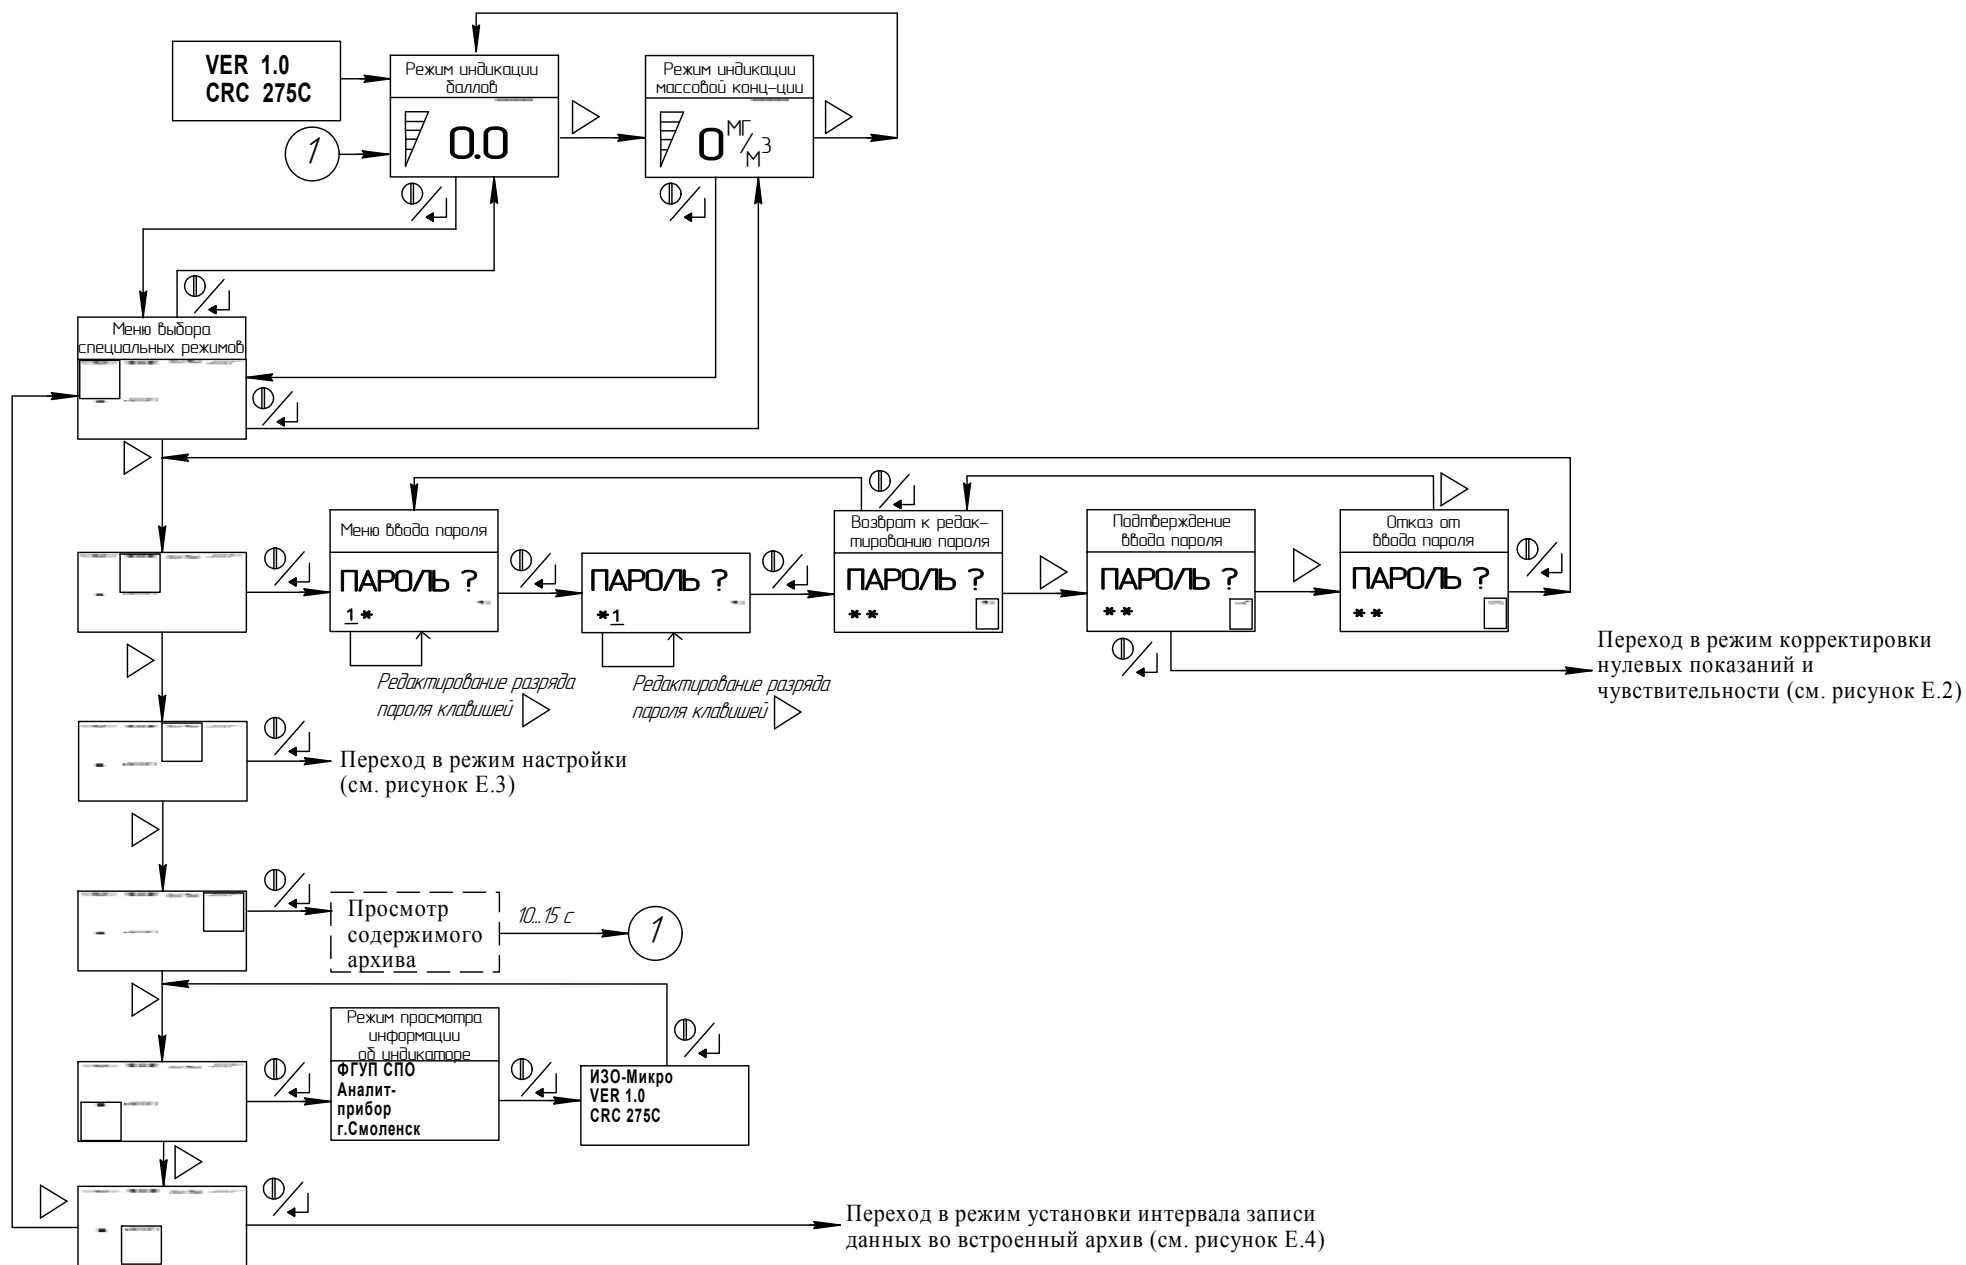 VER 1.0
CRC 275C
Режим индикации
баллов
0.0
Режим индикации
массовой конц-ции
0 МГ/М3
1
Меню выбора
специальных режимов
Меню ввода пароля
ПАРОЛЬ ?
1*
ПАРОЛЬ ?
*1
Возврат к редак-
тированию пароля
ПАРОЛЬ ?
**
Подтверждение
ввода пароля
ПАРОЛЬ ?
**
Отказ от
ввода пароля
ПАРОЛЬ ?
**
Редактирование разряда
пароля клавишей
Редактирование разряда
пароля клавишей
Переход в режим корректировки
нулевых показаний и
чувствительности (см. рисунок Е.2)
Переход в режим настройки
(см. рисунок Е.3)
Просмотр
содержимого
архива
10...15 с
1
Режим просмотра
информации
об индикаторе
ФГУП СПО
Аналит-
прибор
г.Смоленск
ИЗО-Микро
VER 1.0
CRC 275C
Переход в режим установки интервала записи
данных во встроенный архив (см. рисунок Е.4)